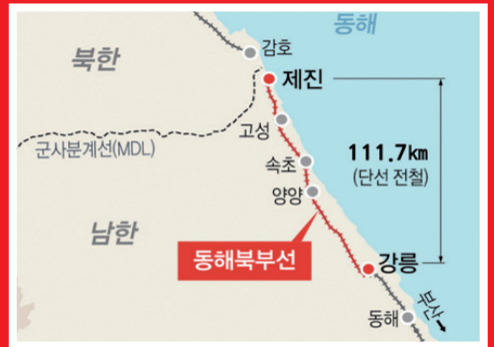 동해
북한
감호
제진
고성
군사분계선(MDL)
속초
111.7km
(단선 전철)
양양
남한
동해북부선
강릉
부산
동해